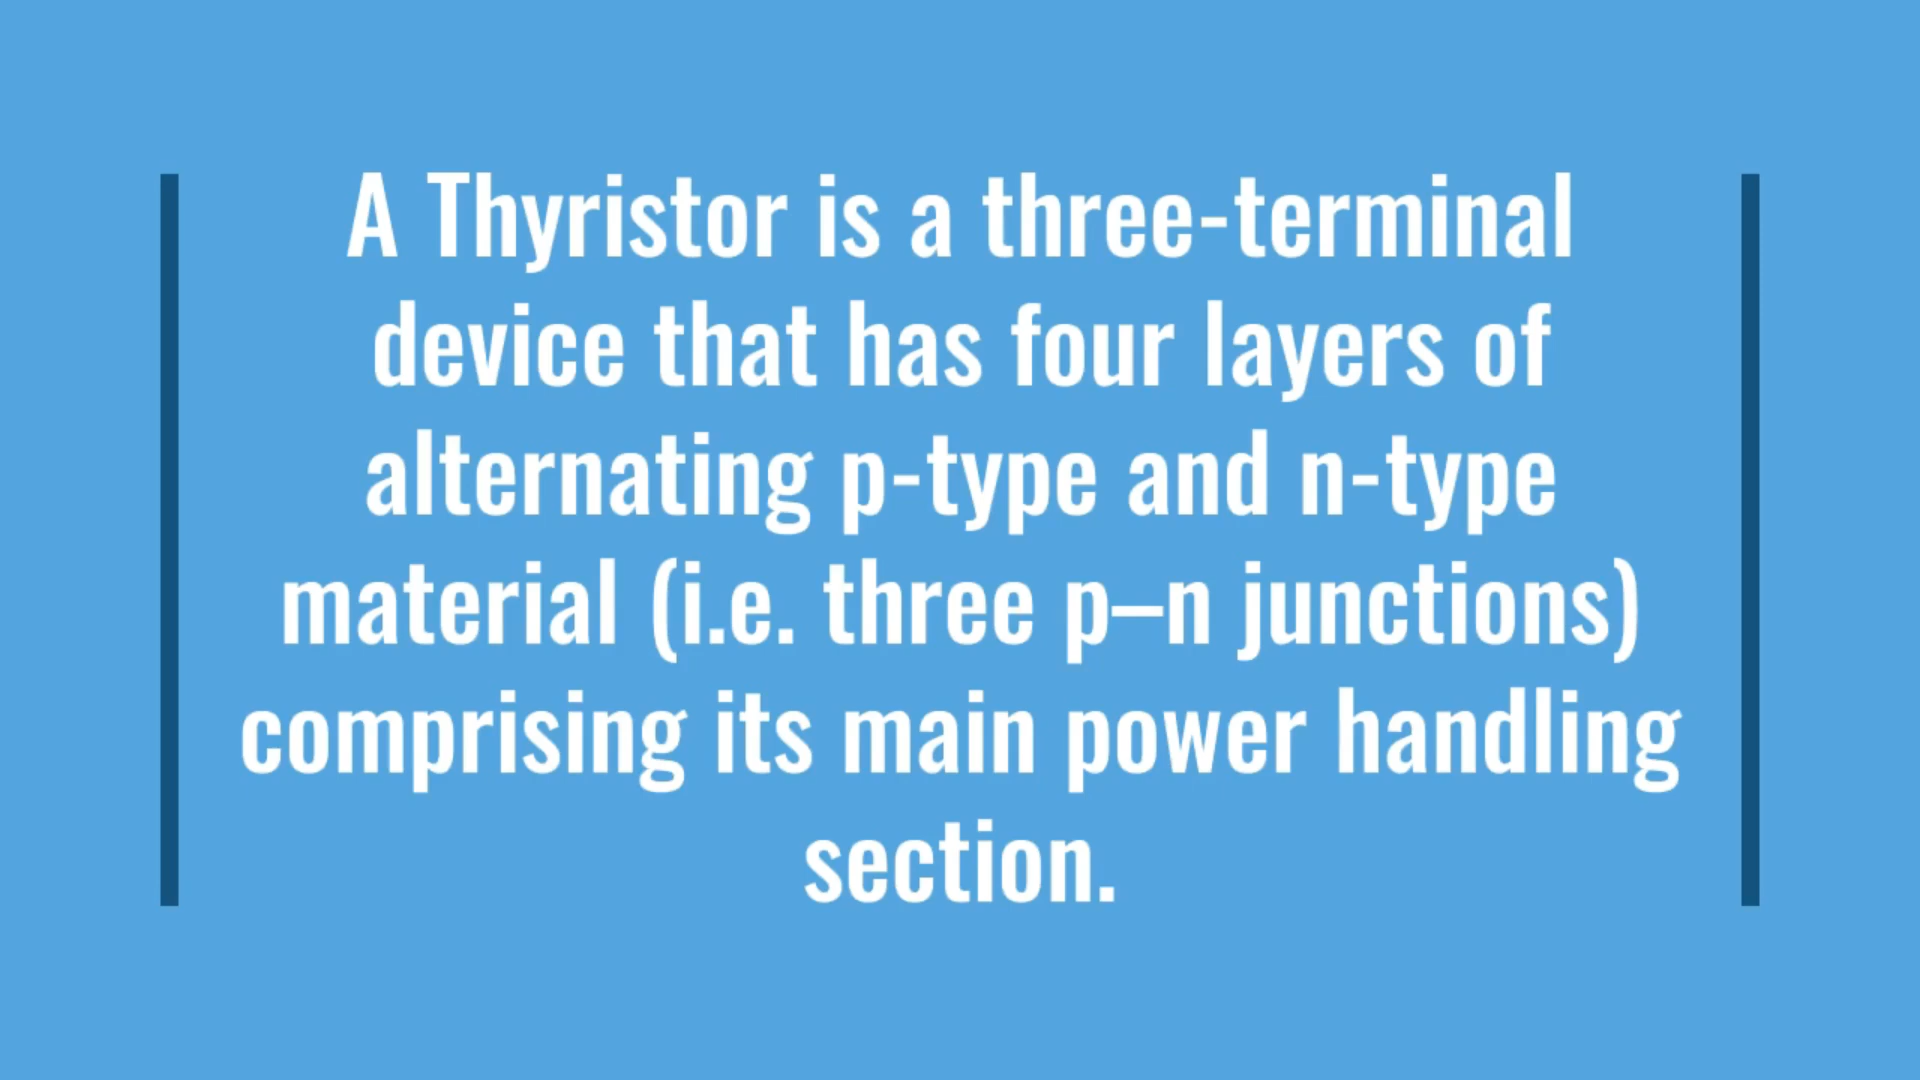 A Thyristor is a three-terminal
device that has four layers of
alternating p-type and n-type
material (i.e. three p–n junctions)
comprising its main power handling
section.